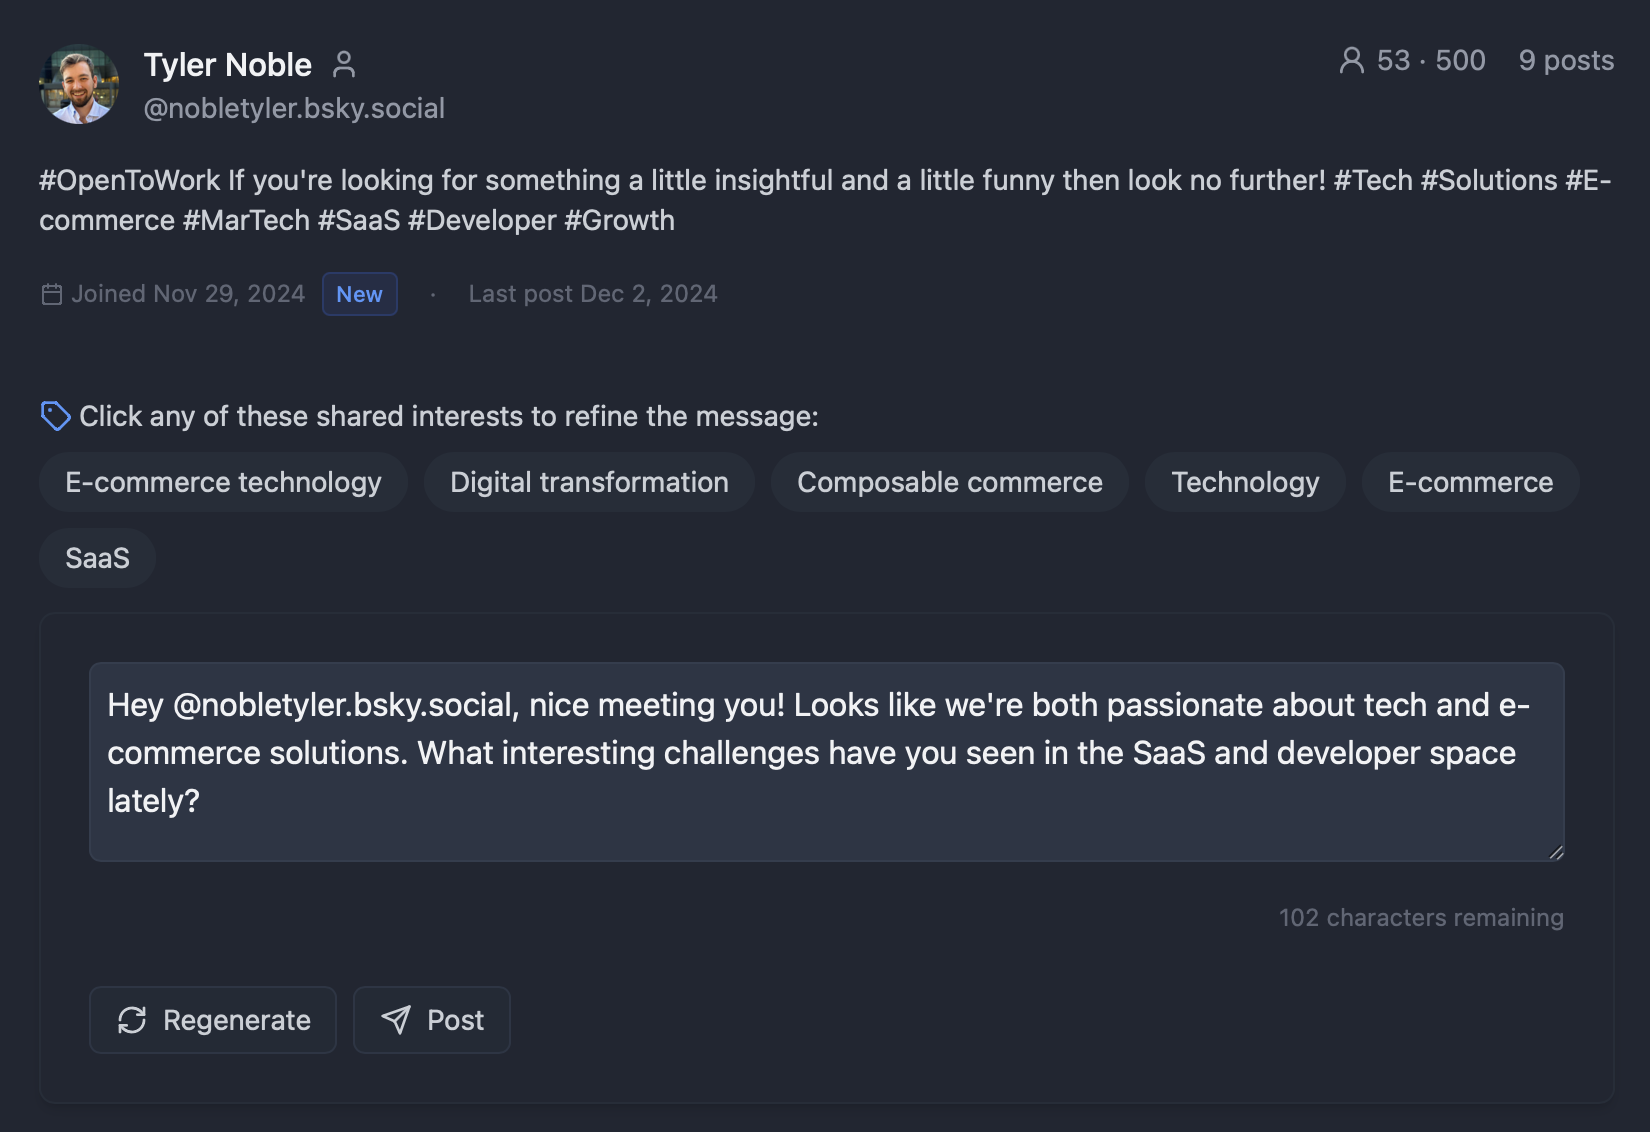 Tyler Noble
53 · 500 9 posts
@nobletyler.bsky.social
#OpenToWork If you're looking for something a little insightful and a little funny then look no further! #Tech #Solutions #E-
commerce #MarTech #SaaS #Developer #Growth
Joined Nov 29, 2024 New · Last post Dec 2, 2024
Click any of these shared interests to refine the message:
E-commerce technology Digital transformation Composable commerce Technology E-commerce
SaaS
Hey @nobletyler.bsky.social, nice meeting you! Looks like we're both passionate about tech and e-
commerce solutions. What interesting challenges have you seen in the SaaS and developer space
lately?
102 characters remaining
Regenerate Post